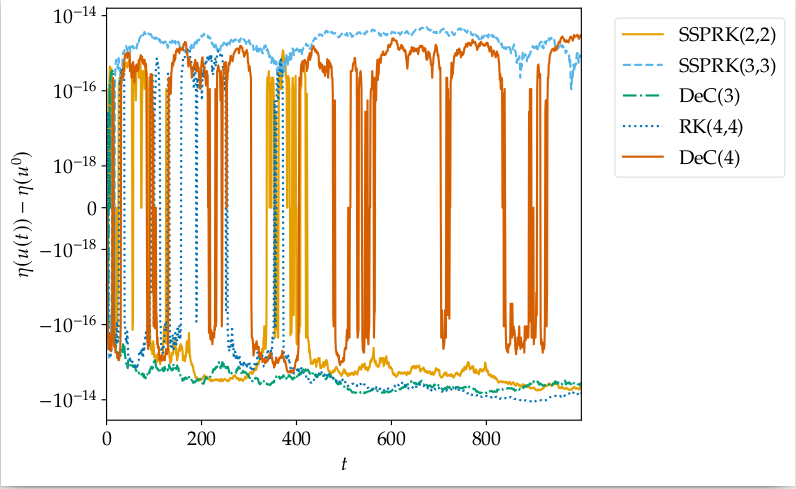 10⁻¹⁴
10⁻¹⁶
10⁻¹⁸
0
−10⁻¹⁸
−10⁻¹⁶
−10⁻¹⁴
η(u(t)) − η(u⁰)
0 200 400 600 800
t
SSPRK(2,2)
SSPRK(3,3)
DeC(3)
RK(4,4)
DeC(4)